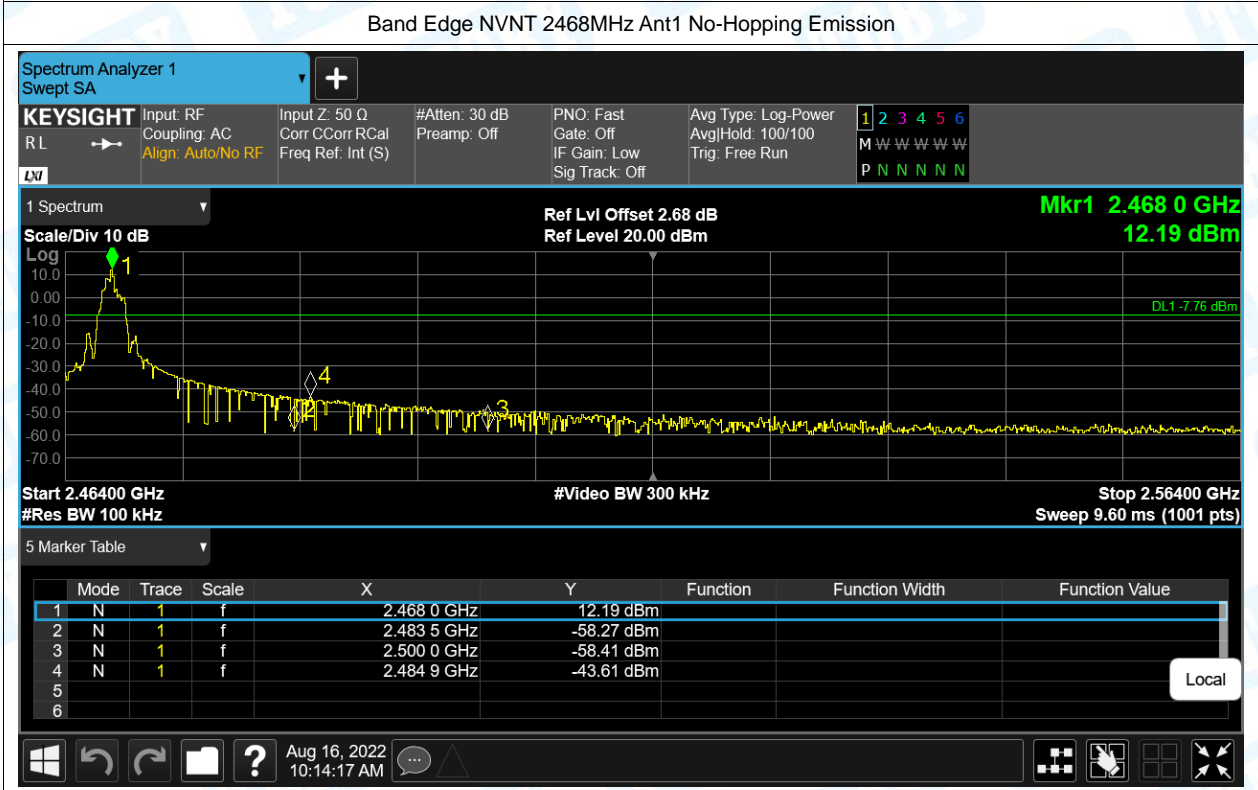 Band Edge NVNT 2468MHz Ant1 No-Hopping Emission
Spectrum Analyzer 1
Swept SA
KEYSIGHT
R L
LXI
Input: RF
Coupling: AC
Align: Auto/No RF
Input Z: 50 Ω
Corr CCorr RCal
Freq Ref: Int (S)
#Atten: 30 dB
Preamp: Off
PNO: Fast
Gate: Off
IF Gain: Low
Sig Track: Off
Avg Type: Log-Power
Avg|Hold: 100/100
Trig: Free Run
1 2 3 4 5 6
M W W W W W
P N N N N N
1 Spectrum
Scale/Div 10 dB
Ref Lvl Offset 2.68 dB
Ref Level 20.00 dBm
Mkr1 2.468 0 GHz
12.19 dBm
Log
10.0
0.00
-10.0
-20.0
-30.0
-40.0
-50.0
-60.0
-70.0
1
DL1 -7.76 dBm
4
2
3
Start 2.46400 GHz
#Video BW 300 kHz
Stop 2.56400 GHz
#Res BW 100 kHz
Sweep 9.60 ms (1001 pts)
5 Marker Table
Mode Trace Scale X Y Function Function Width Function Value
1 N 1 f 2.468 0 GHz 12.19 dBm
2 N 1 f 2.483 5 GHz -58.27 dBm
3 N 1 f 2.500 0 GHz -58.41 dBm
4 N 1 f 2.484 9 GHz -43.61 dBm
5
6
Local
?
Aug 16, 2022
10:14:17 AM